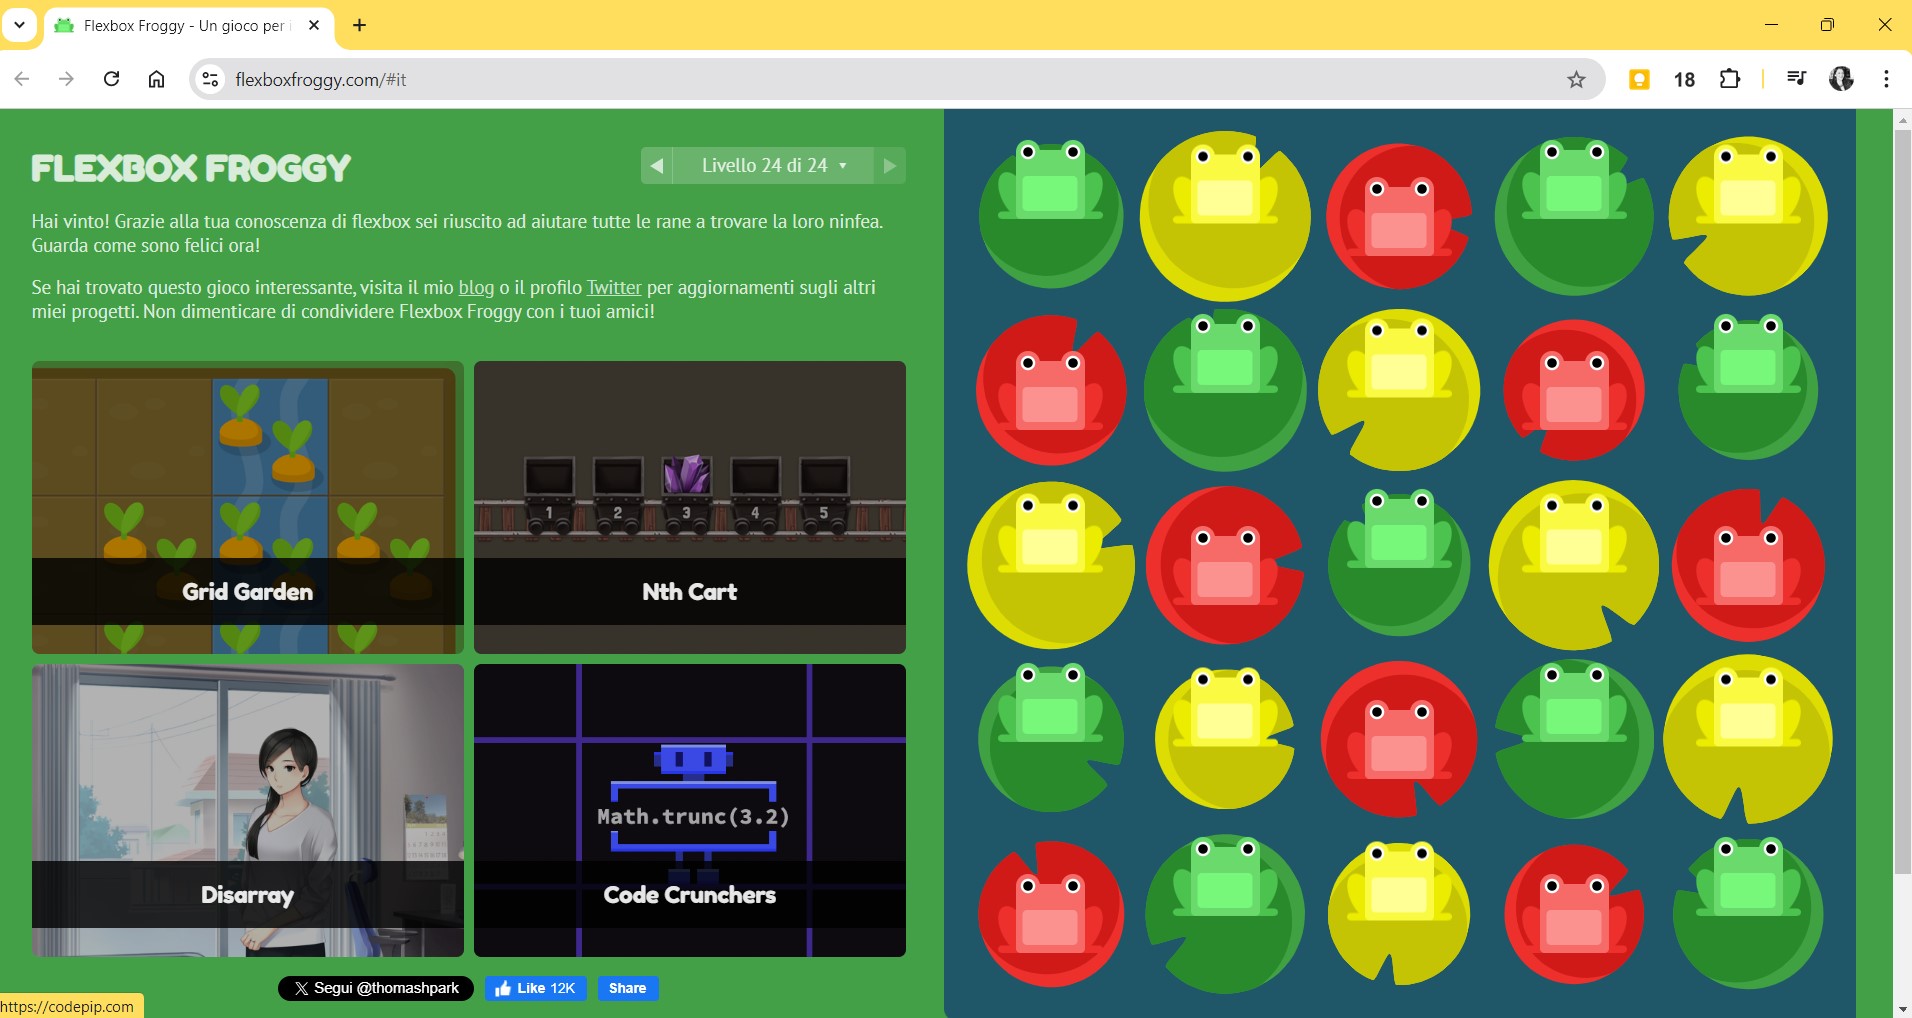 Flexbox Froggy - Un gioco per i
flexboxfroggy.com/#it
18
FLEXBOX FROGGY
Livello 24 di 24
Hai vinto! Grazie alla tua conoscenza di flexbox sei riuscito ad aiutare tutte le rane a trovare la loro ninfea.
Guarda come sono felici ora!
Se hai trovato questo gioco interessante, visita il mio blog o il profilo Twitter per aggiornamenti sugli altri
miei progetti. Non dimenticare di condividere Flexbox Froggy con i tuoi amici!
1 2 3 4 5
Grid Garden
Nth Cart
Math.trunc(3.2)
Disarray
Code Crunchers
Segui @thomashpark
Like 12K
Share
https://codepip.com